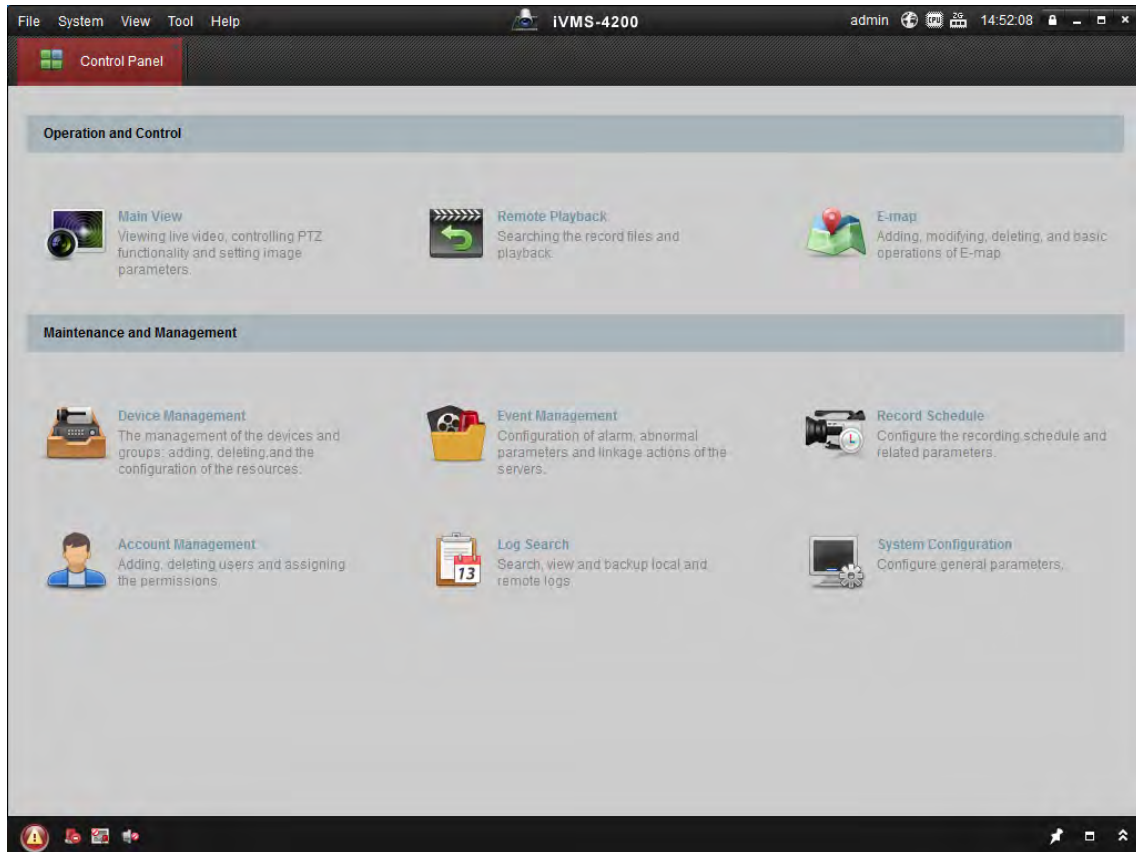 File System View Tool Help iVMS-4200 admin CPU 2G 14:52:08
Control Panel
Operation and Control
Main View
Viewing live video, controlling PTZ
functionality and setting image
parameters.
Remote Playback
Searching the record files and
playback.
E-map
Adding, modifying, deleting, and basic
operations of E-map
Maintenance and Management
Device Management
The management of the devices and
groups: adding, deleting,and the
configuration of the resources.
Event Management
Configuration of alarm, abnormal
parameters and linkage actions of the
servers.
Record Schedule
Configure the recording schedule and
related parameters.
Account Management
Adding, deleting users and assigning
the permissions.
13
Log Search
Search, view and backup local and
remote logs
System Configuration
Configure general parameters.